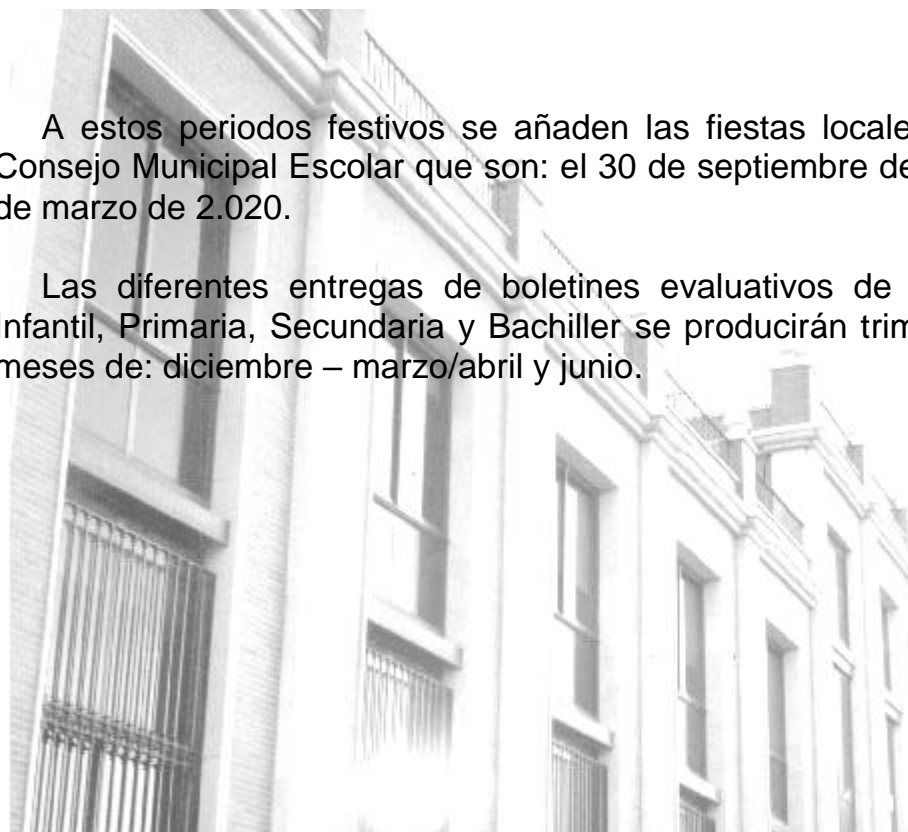 A estos periodos festivos se añaden las fiestas locale
Consejo Municipal Escolar que son: el 30 de septiembre de
de marzo de 2.020.
Las diferentes entregas de boletines evaluativos de
Infantil, Primaria, Secundaria y Bachiller se producirán trim
meses de: diciembre – marzo/abril y junio.